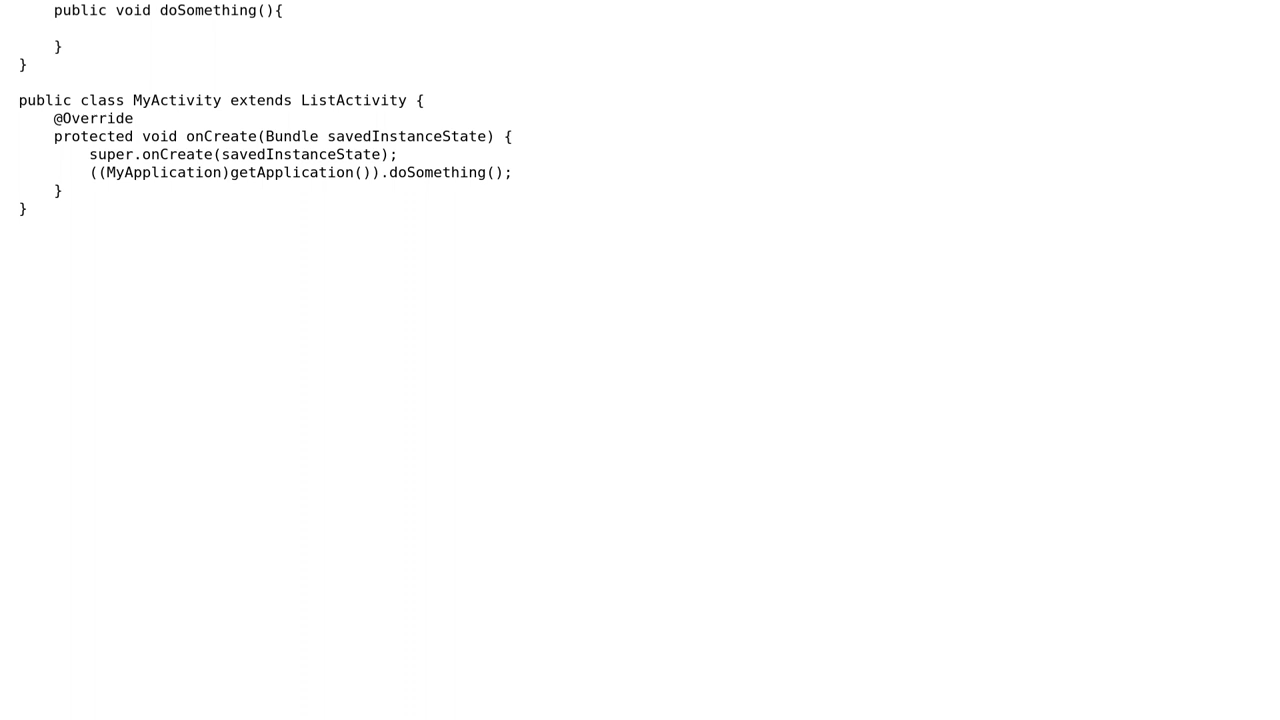 public void doSomething(){

    }
}

public class MyActivity extends ListActivity {
    @Override
    protected void onCreate(Bundle savedInstanceState) {
        super.onCreate(savedInstanceState);
        ((MyApplication)getApplication()).doSomething();
    }
}